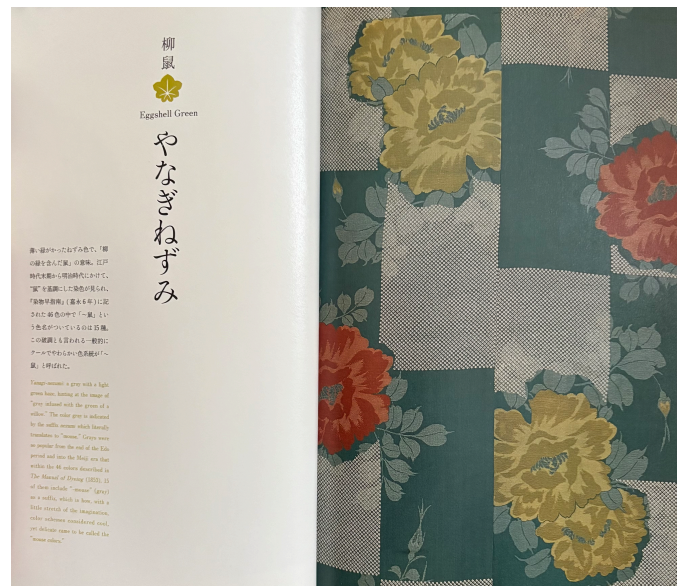 柳鼠
Eggshell Green
やなぎねずみ
薄い緑がかったねずみ色で、「柳
の緑を含んだ鼠」の意味。江戸
時代末期から明治時代にかけて、
“鼠”を基調にした染色が見られ、
『染物早指南』(嘉永6年)に記
された46色の中で「〜鼠」とい
う色名がついているのは15種。
この破調とも言われる一般的に
クールでやわらかい色系統が「〜
鼠」と呼ばれた。
Yanagi-nezumi: a gray with a light
green hue, hinting at the image of
"gray infused with the green of a
willow." The color gray is indicated
by the suffix nezumi which literally
translates to "mouse." Grays were
so popular from the end of the Edo
period and into the Meiji era that
within the 46 colors described in
The Manual of Dyeing (1853), 15
of them include "-mouse" (gray)
as a suffix, which is how, with a
little stretch of the imagination,
color schemes considered cool,
yet delicate came to be called the
"mouse colors."